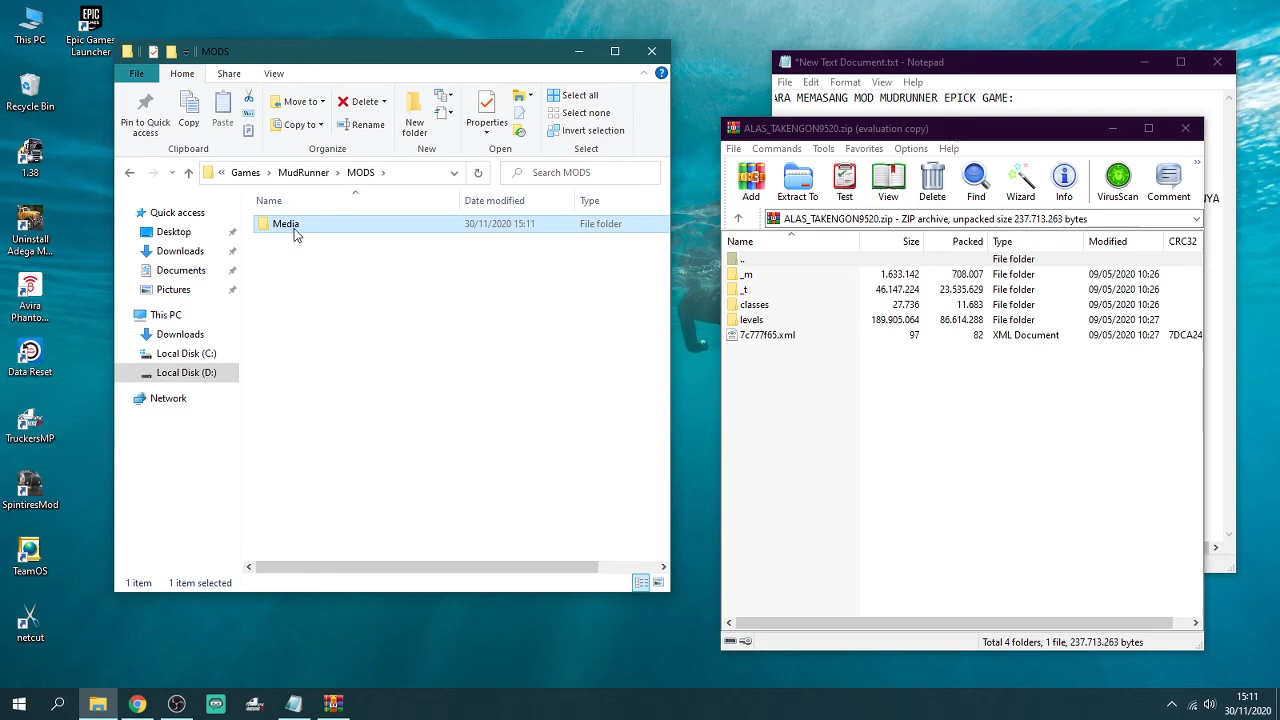 This PC
Epic Games
Launcher
Recycle Bin
1.38
Uninstall
Adega M...
Avira
Phanto...
Data Reset
TruckersMP
SpintiresMod
TeamOS
netcut
MODS
File
Home
Share
View
Pin to Quick
access
Copy
Paste
Clipboard
Move to
Copy to
Delete
Rename
Organize
New
folder
New
Properties
Open
Select all
Select none
Invert selection
Select
« Games > MudRunner > MODS >
Search MODS
Quick access
Desktop
Downloads
Documents
Pictures
This PC
Downloads
Local Disk (C:)
Local Disk (D:)
Network
Name Date modified Type
Media 30/11/2020 15:11 File folder
1 item 1 item selected
*New Text Document.txt - Notepad
File Edit Format View Help
ARA MEMASANG MOD MUDRUNNER EPICK GAME:
NYA
ALAS_TAKENGON9520.zip (evaluation copy)
File Commands Tools Favorites Options Help
Add Extract To Test View Delete Find Wizard Info VirusScan Comment
ALAS_TAKENGON9520.zip - ZIP archive, unpacked size 237.713.263 bytes
Name Size Packed Type Modified CRC32
.. File folder
_m 1.633.142 708.007 File folder 09/05/2020 10:26
_t 46.147.224 23.535.629 File folder 09/05/2020 10:26
classes 27.736 11.683 File folder 09/05/2020 10:26
levels 189.905.064 86.614.288 File folder 09/05/2020 10:27
7c777f65.xml 97 82 XML Document 09/05/2020 10:27 7DCA24
Total 4 folders, 1 file, 237.713.263 bytes
15:11
30/11/2020